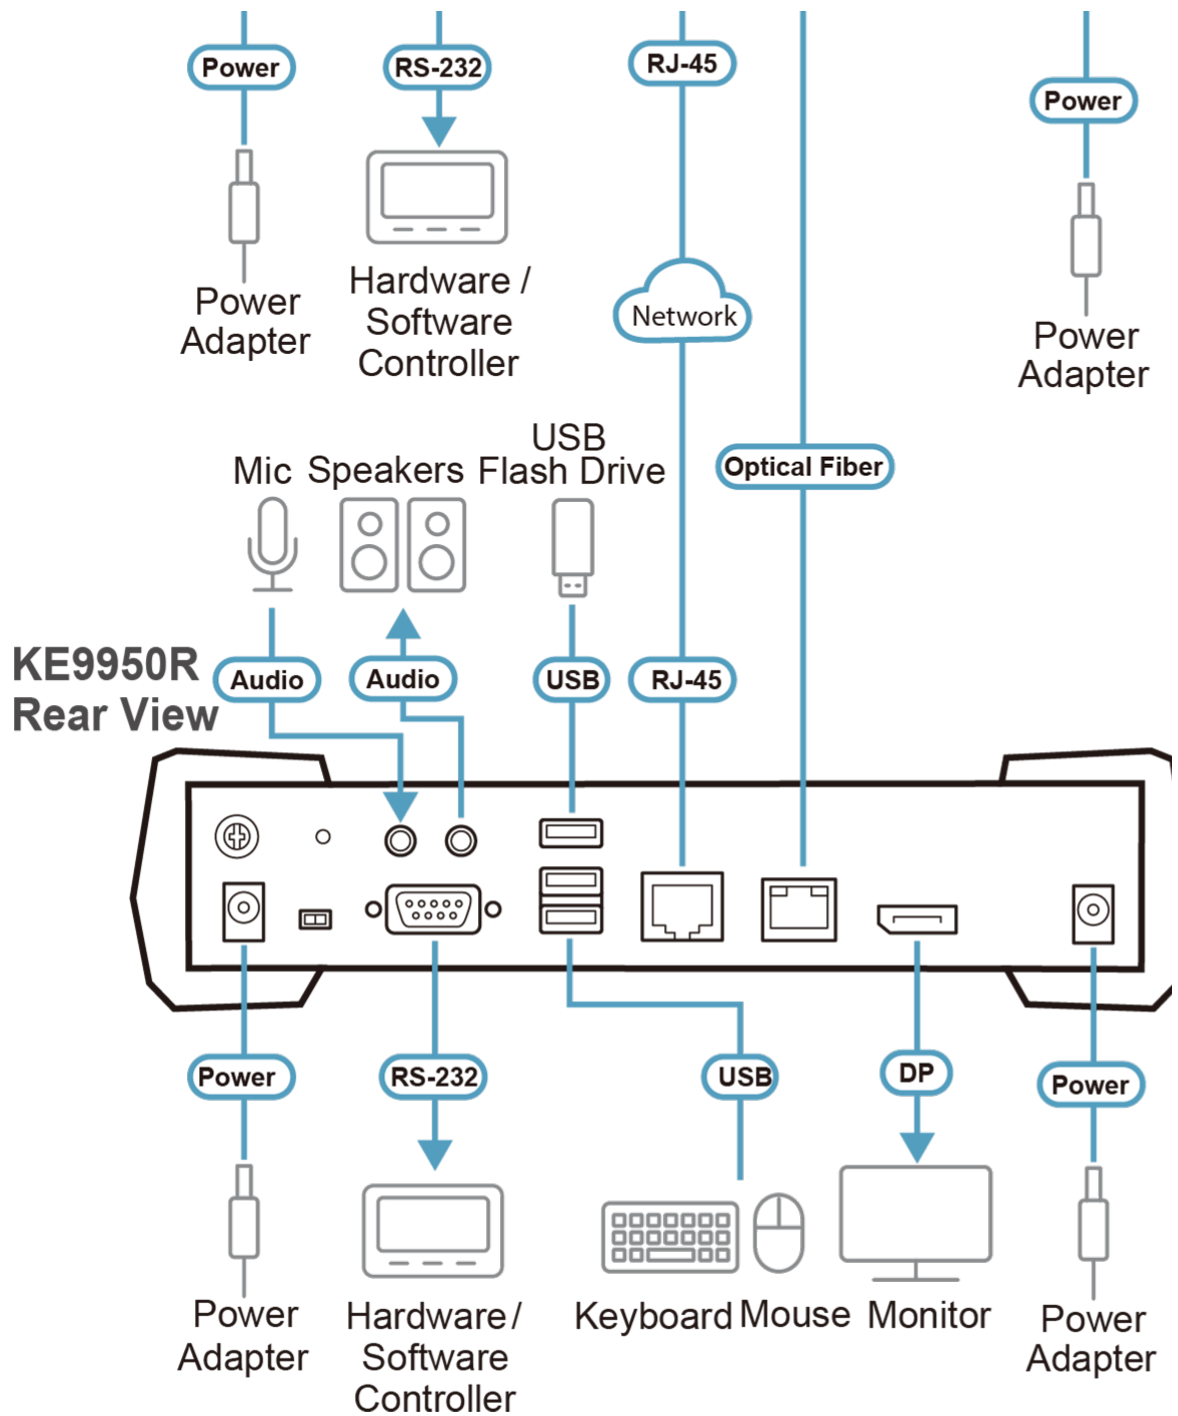 Power
RS-232
RJ-45
Power
Hardware /
Software
Controller
Power
Adapter
Network
Power
Adapter
USB
Flash Drive
Mic
Speakers
Optical Fiber
KE9950R
Rear View
Audio
Audio
USB
RJ-45
Power
RS-232
USB
DP
Power
Power
Adapter
Hardware /
Software
Controller
Keyboard
Mouse
Monitor
Power
Adapter